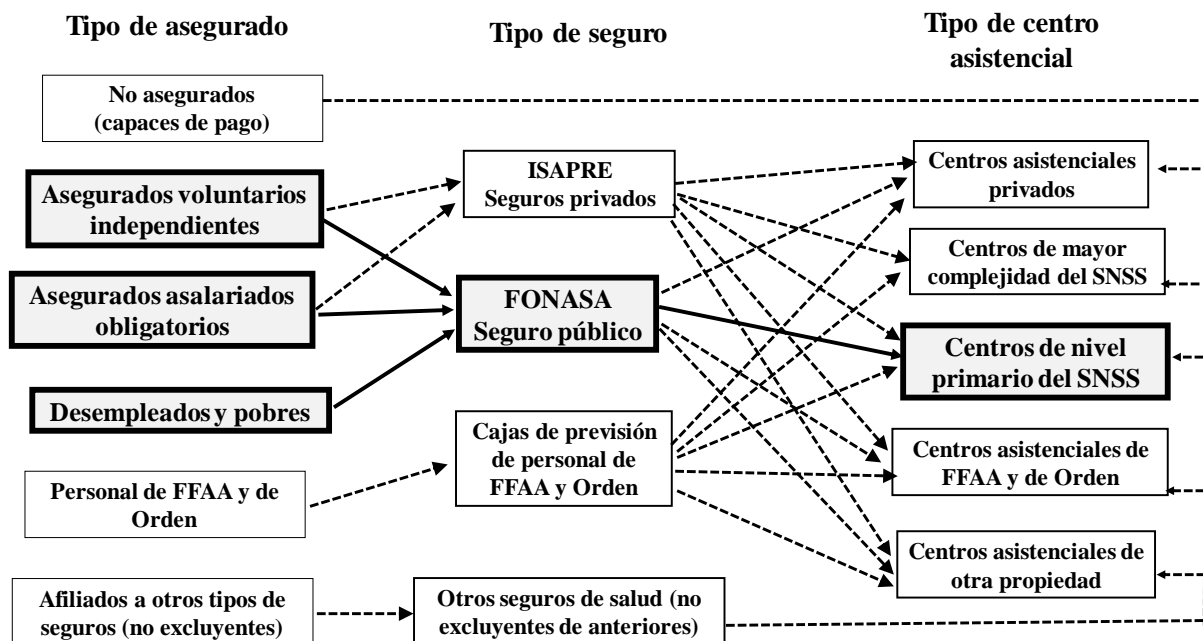 Tipo de asegurado
Tipo de seguro
Tipo de centro
asistencial
No asegurados
(capaces de pago)
Asegurados voluntarios
independientes
Asegurados asalariados
obligatorios
Desempleados y pobres
Personal de FFAA y de
Orden
Afiliados a otros tipos de
seguros (no excluyentes)
ISAPRE
Seguros privados
FONASA
Seguro público
Cajas de previsión
de personal de
FFAA y Orden
Otros seguros de salud (no
excluyentes de anteriores)
Centros asistenciales
privados
Centros de mayor
complejidad del SNSS
Centros de nivel
primario del SNSS
Centros asistenciales de
FFAA y de Orden
Centros asistenciales de
otra propiedad